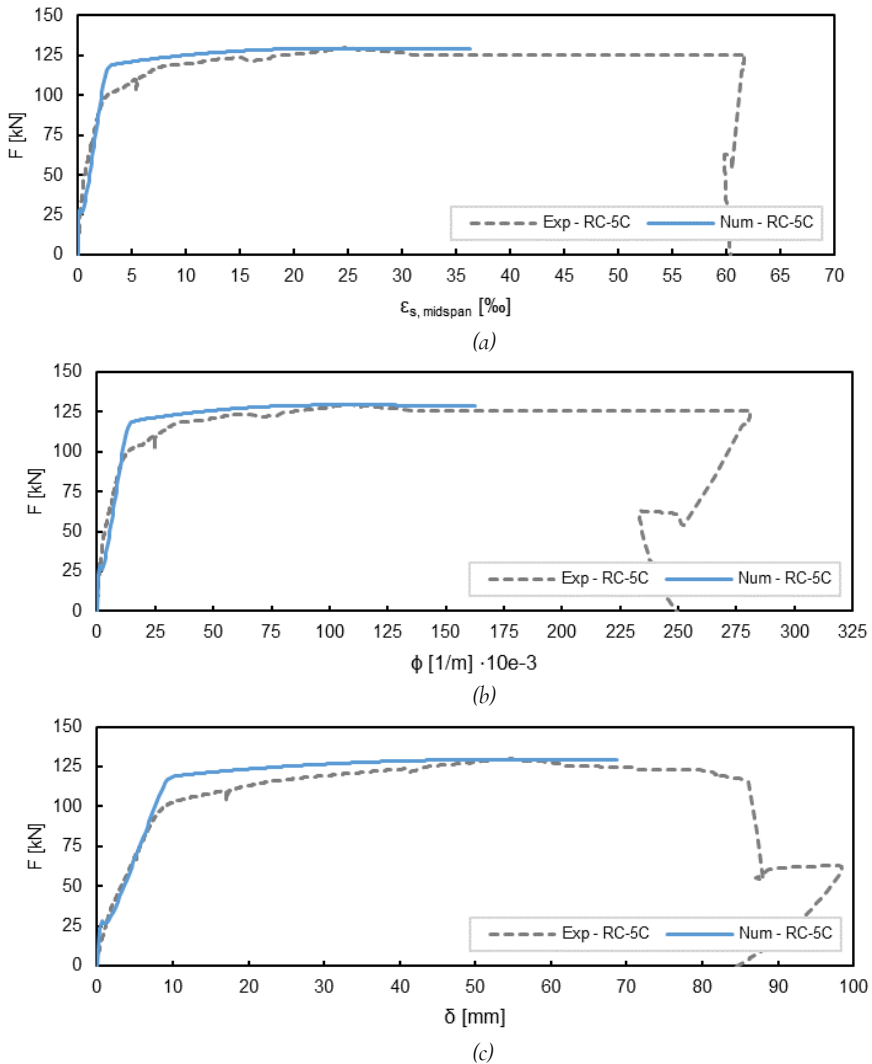 150
125
100
75
50
25
0
F [kN]
Exp - RC-5C Num - RC-5C
0 5 10 15 20 25 30 35 40 45 50 55 60 65 70
εs, midspan [‰]
(a)
150
125
100
75
50
25
0
F [kN]
Exp - RC-5C Num - RC-5C
0 25 50 75 100 125 150 175 200 225 250 275 300 325
ϕ [1/m] ·10e-3
(b)
150
125
100
75
50
25
0
F [kN]
Exp - RC-5C Num - RC-5C
0 10 20 30 40 50 60 70 80 90 100
δ [mm]
(c)